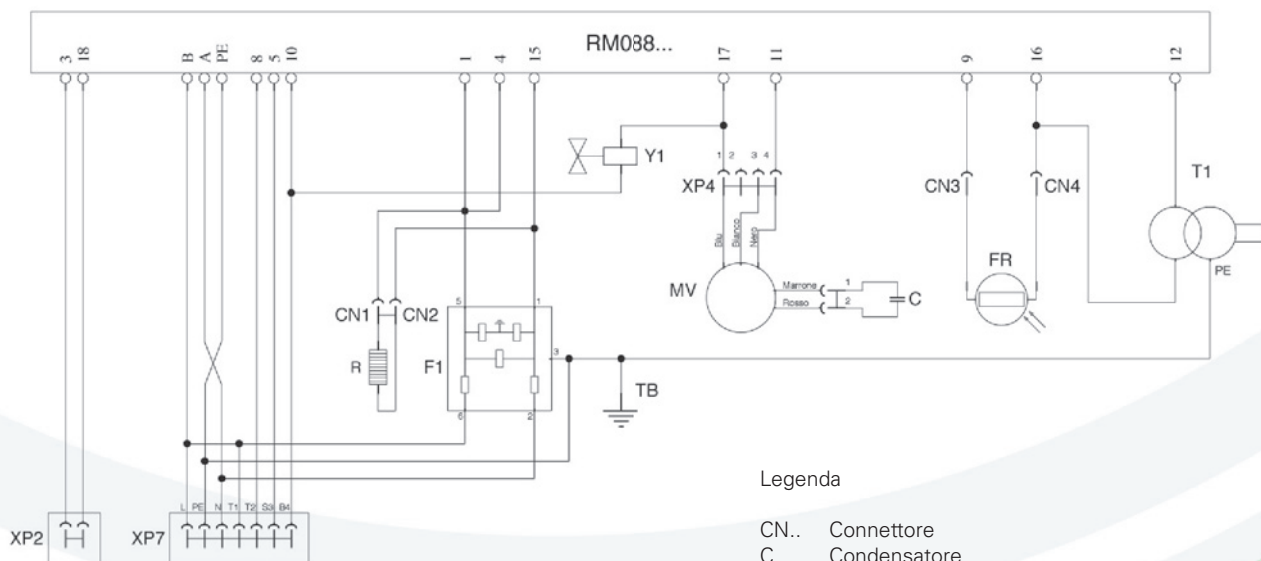 RM088...
3 18 B A PE 8 5 10 1 4 15 17 11 9 16 12
Y1
1 2 3 4
XP4
CN3 CN4
T1
Blu Bianco Nero
FR
PE
MV
Marrone 1
Rosso 2
C
CN1 CN2
5 1
R
F1
3
TB
6 2
L PE N T1 T2 S3 B4
XP2
XP7
Legenda
CN.. Connettore
C Condensatore